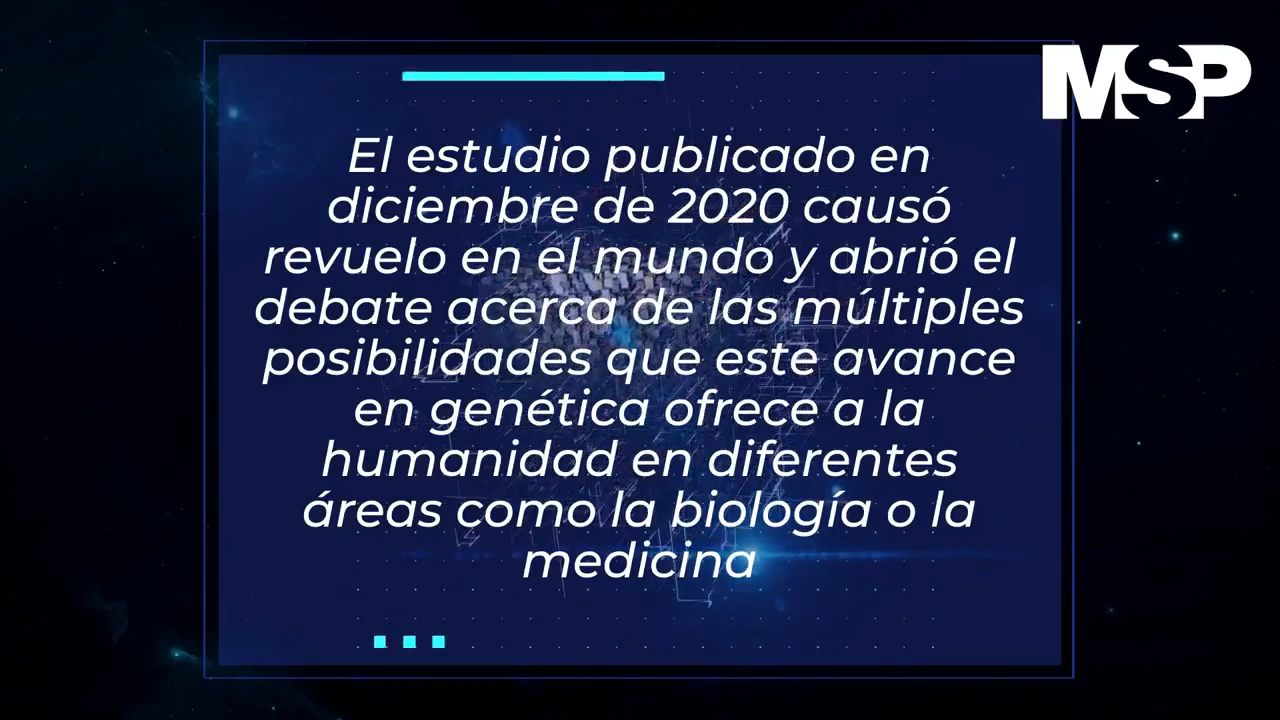 MSP
El estudio publicado en
diciembre de 2020 causó
revuelo en el mundo y abrió el
debate acerca de las múltiples
posibilidades que este avance
en genética ofrece a la
humanidad en diferentes
áreas como la biología o la
medicina